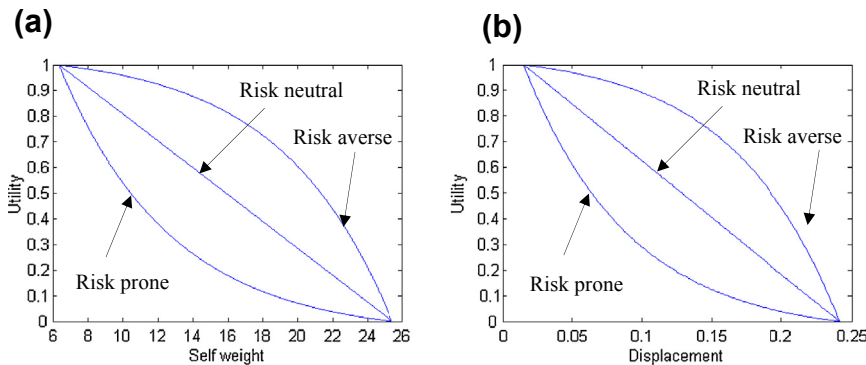 (a)
1
0.9
0.8
0.7
0.6
0.5
0.4
0.3
0.2
0.1
0
Utility
Risk neutral
Risk averse
Risk prone
6 8 10 12 14 16 18 20 22 24 26
Self weight
(b)
1
0.9
0.8
0.7
0.6
0.5
0.4
0.3
0.2
0.1
0
Utility
Risk neutral
Risk averse
Risk prone
0 0.05 0.1 0.15 0.2 0.25
Displacement